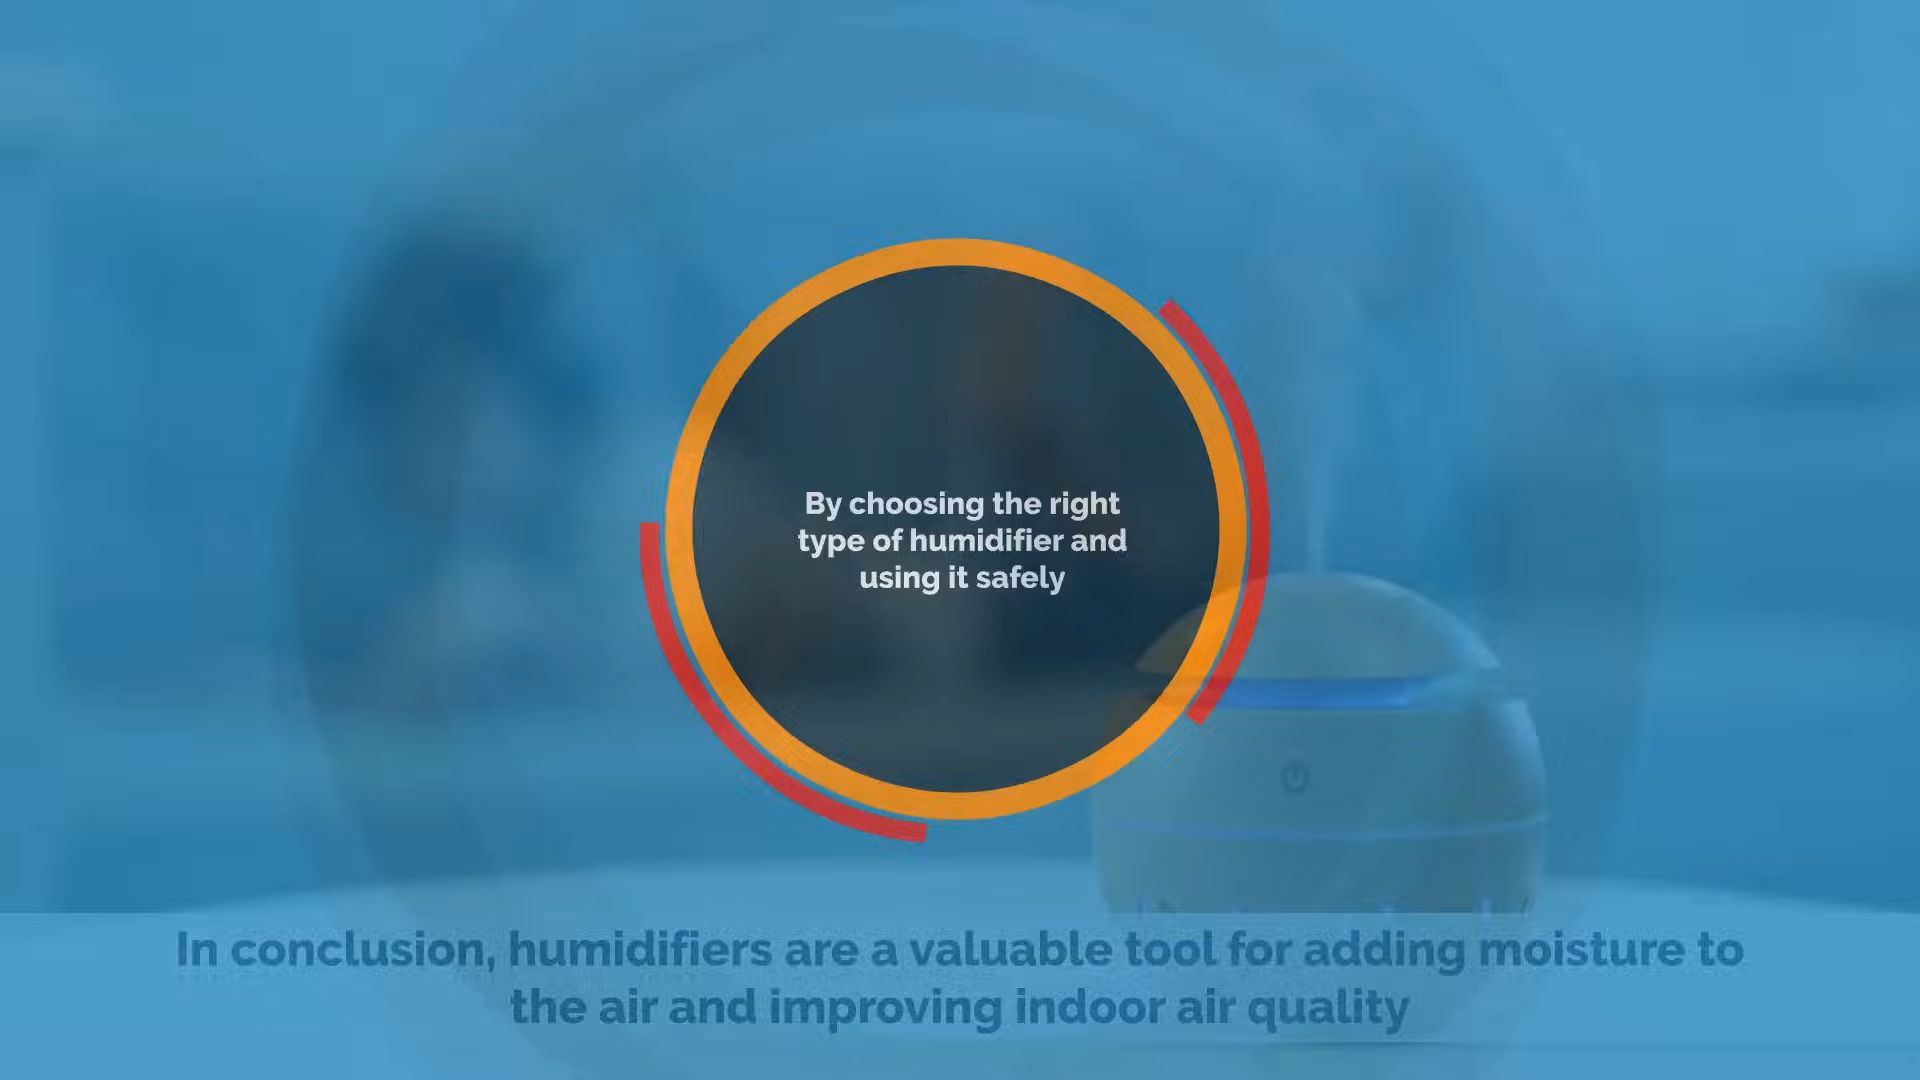 By choosing the right
type of humidifier and
using it safely
In conclusion, humidifiers are a valuable tool for adding moisture to
the air and improving indoor air quality